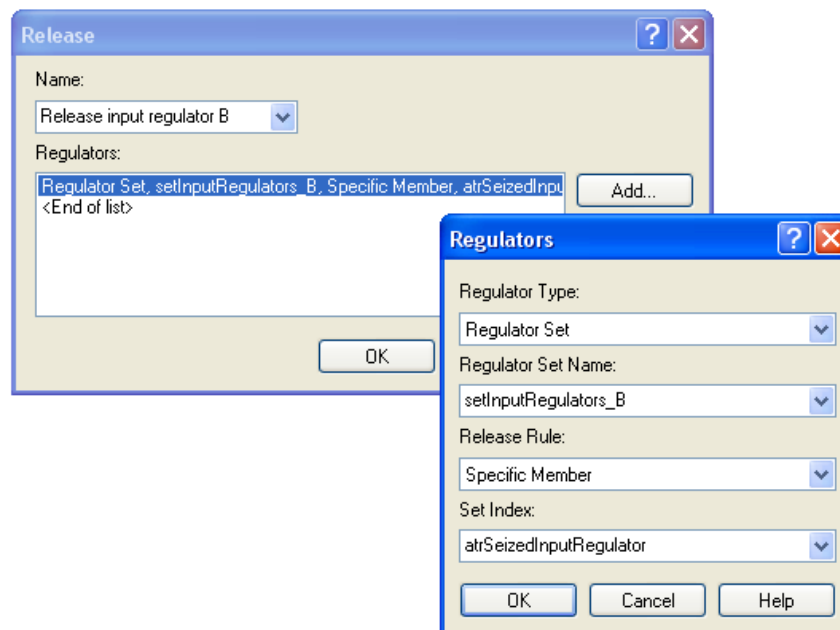 Release
Name:
Release input regulator B
Regulators:
Regulator Set, setInputRegulators_B, Specific Member, atrSeizedInpu
<End of list>
Add...
OK
Regulators
Regulator Type:
Regulator Set
Regulator Set Name:
setInputRegulators_B
Release Rule:
Specific Member
Set Index:
atrSeizedInputRegulator
OK Cancel Help